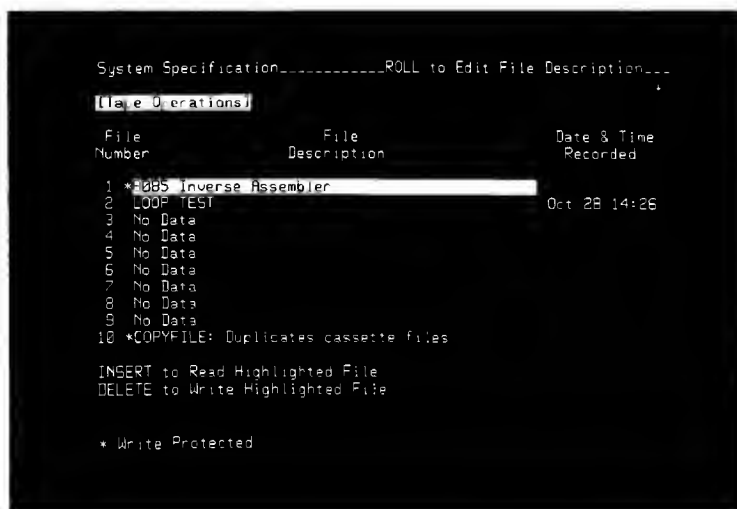 System Specification____________ROLL to Edit File Description___
[Tape Operations]
File File Date & Time
Number Description Recorded
1 *8085 Inverse Assembler
2 LOOP TEST Oct 28 14:26
3 No Data
4 No Data
5 No Data
6 No Data
7 No Data
8 No Data
9 No Data
10 *COPYFILE: Duplicates cassette files
INSERT to Read Highlighted File
DELETE to Write Highlighted File
* Write Protected